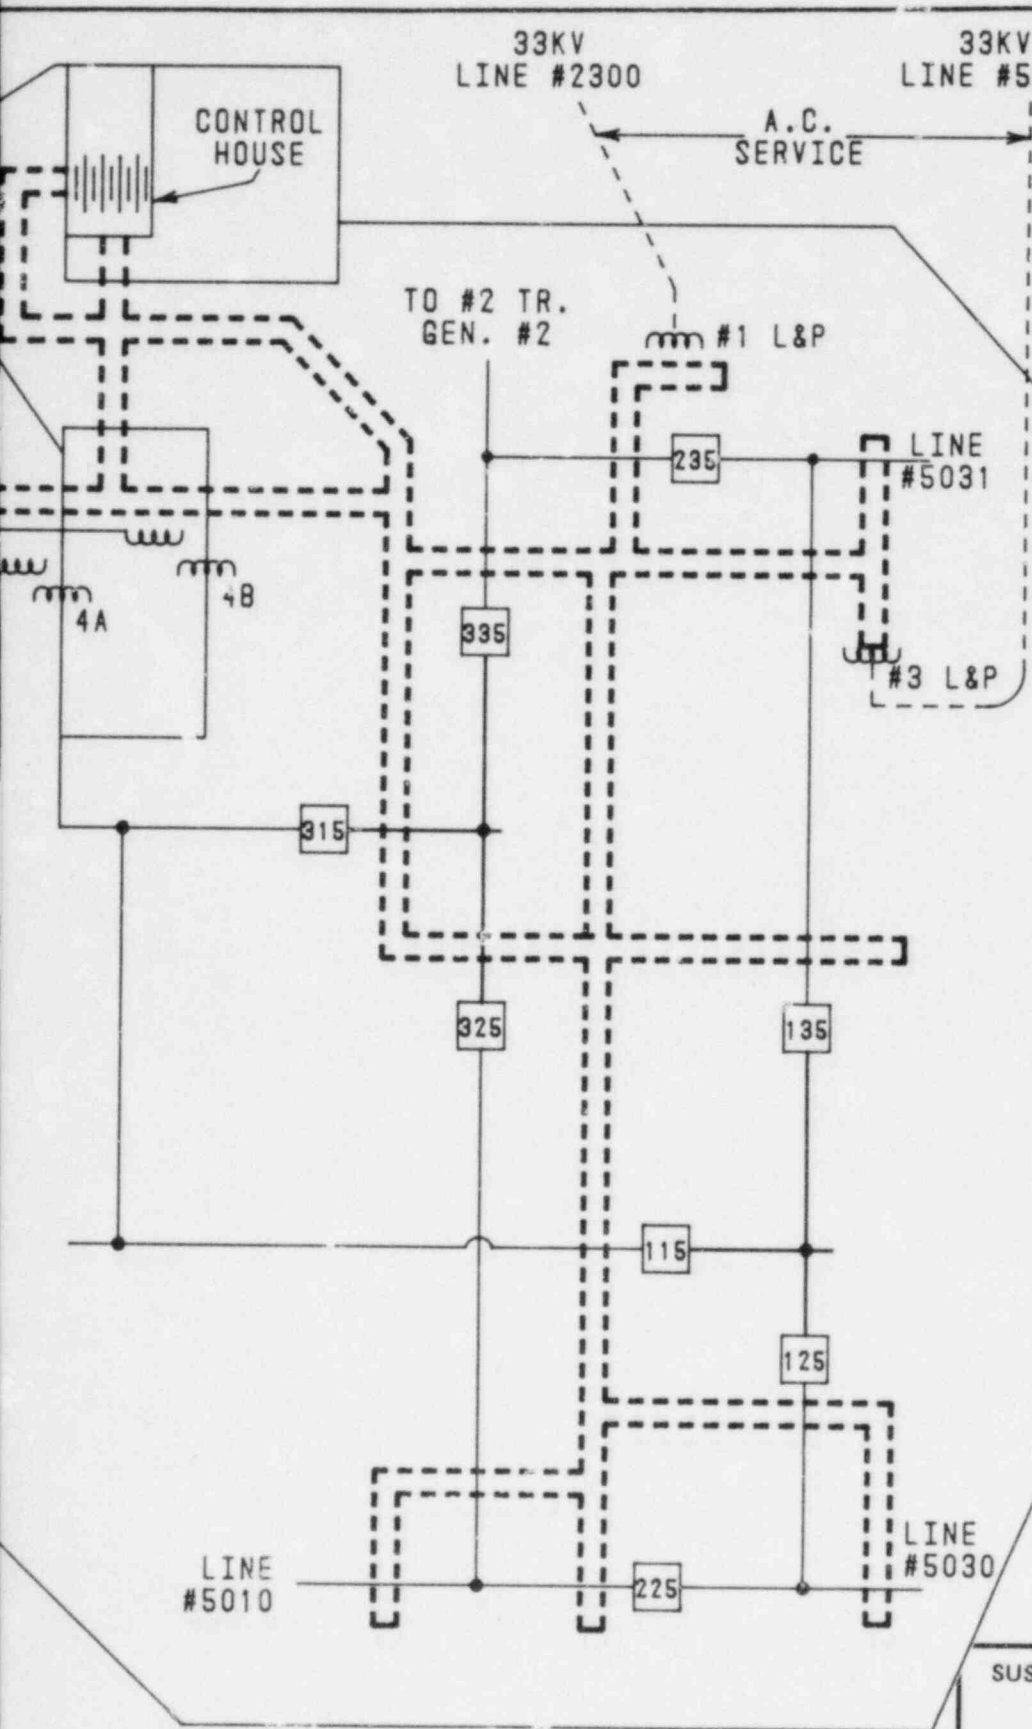 33KV
LINE #2300
33KV
LINE #5
A.C.
SERVICE
CONTROL
HOUSE
TO #2 TR.
GEN. #2
#1 L&P
235
LINE
#5031
4A
4B
335
#3 L&P
315
325
135
115
125
LINE
#5010
225
LINE
#5030
SUS